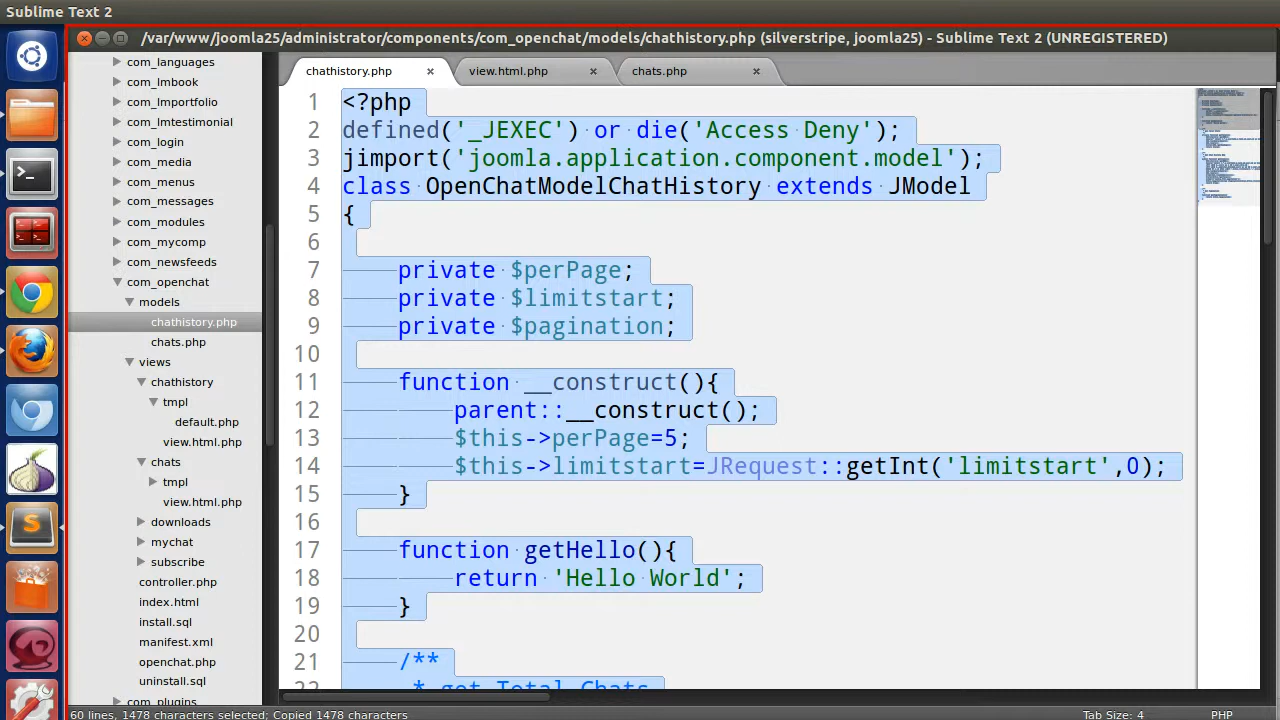 Sublime Text 2
/var/www/joomla25/administrator/components/com_openchat/models/chathistory.php (silverstripe, joomla25) - Sublime Text 2 (UNREGISTERED)
com_languages
com_lmbook
com_lmportfolio
com_lmtestimonial
com_login
com_media
com_menus
com_messages
com_modules
com_mycomp
com_newsfeeds
com_openchat
models
chathistory.php
chats.php
views
chathistory
tmpl
default.php
view.html.php
chats
tmpl
view.html.php
downloads
mychat
subscribe
controller.php
index.html
install.sql
manifest.xml
openchat.php
uninstall.sql
com_plugins
chathistory.php × view.html.php × chats.php ×
1 <?php
2 defined('_JEXEC') or die('Access Deny');
3 jimport('joomla.application.component.model');
4 class OpenChatModelChatHistory extends JModel
5 {
6
7 private $perPage;
8 private $limitstart;
9 private $pagination;
10
11 function __construct(){
12 parent::__construct();
13 $this->perPage=5;
14 $this->limitstart=JRequest::getInt('limitstart',0);
15 }
16
17 function getHello(){
18 return 'Hello World';
19 }
20
21 /**
22 * get Total Chats
60 lines, 1478 characters selected; Copied 1478 characters
Tab Size: 4 PHP